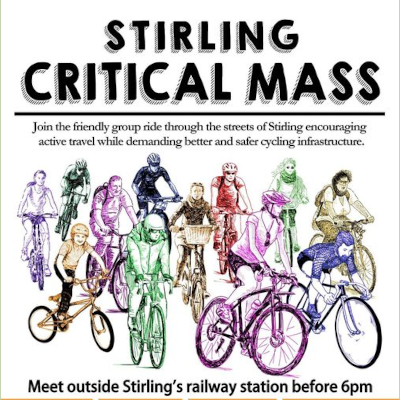 STIRLING
CRITICAL MASS
Join the friendly group ride through the streets of Stirling encouraging
active travel while demanding better and safer cycling infrastructure.
Meet outside Stirling's railway station before 6pm